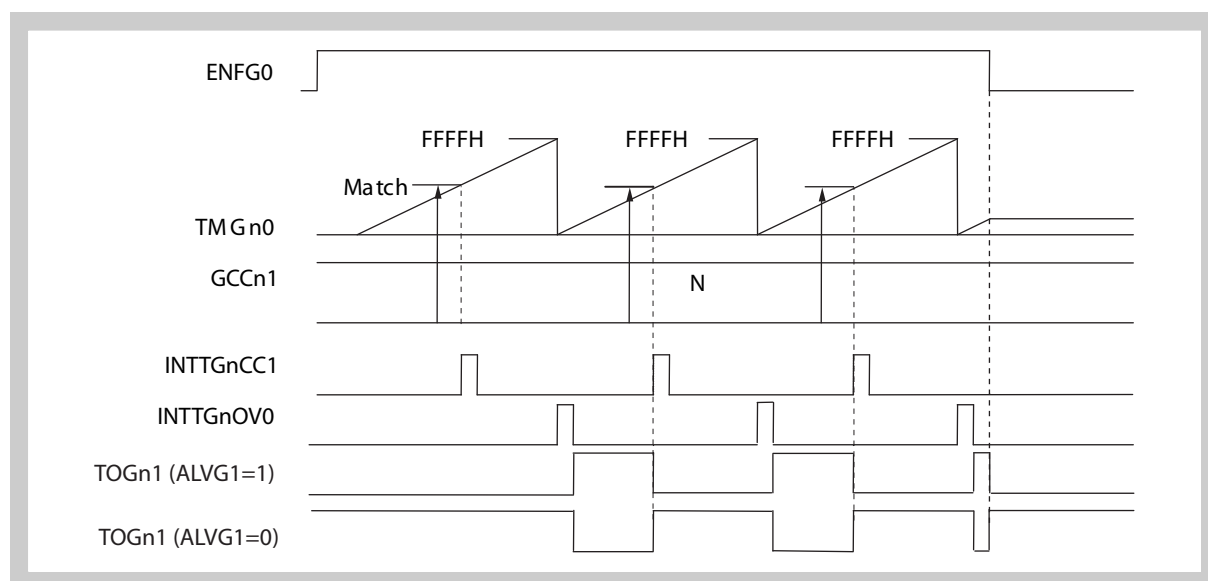 ENFG0
FFFFH FFFFH FFFFH
Match
TMGn0
GCCn1
N
INTTGnCC1
INTTGnOV0
TOGn1 (ALVG1=1)
TOGn1 (ALVG1=0)